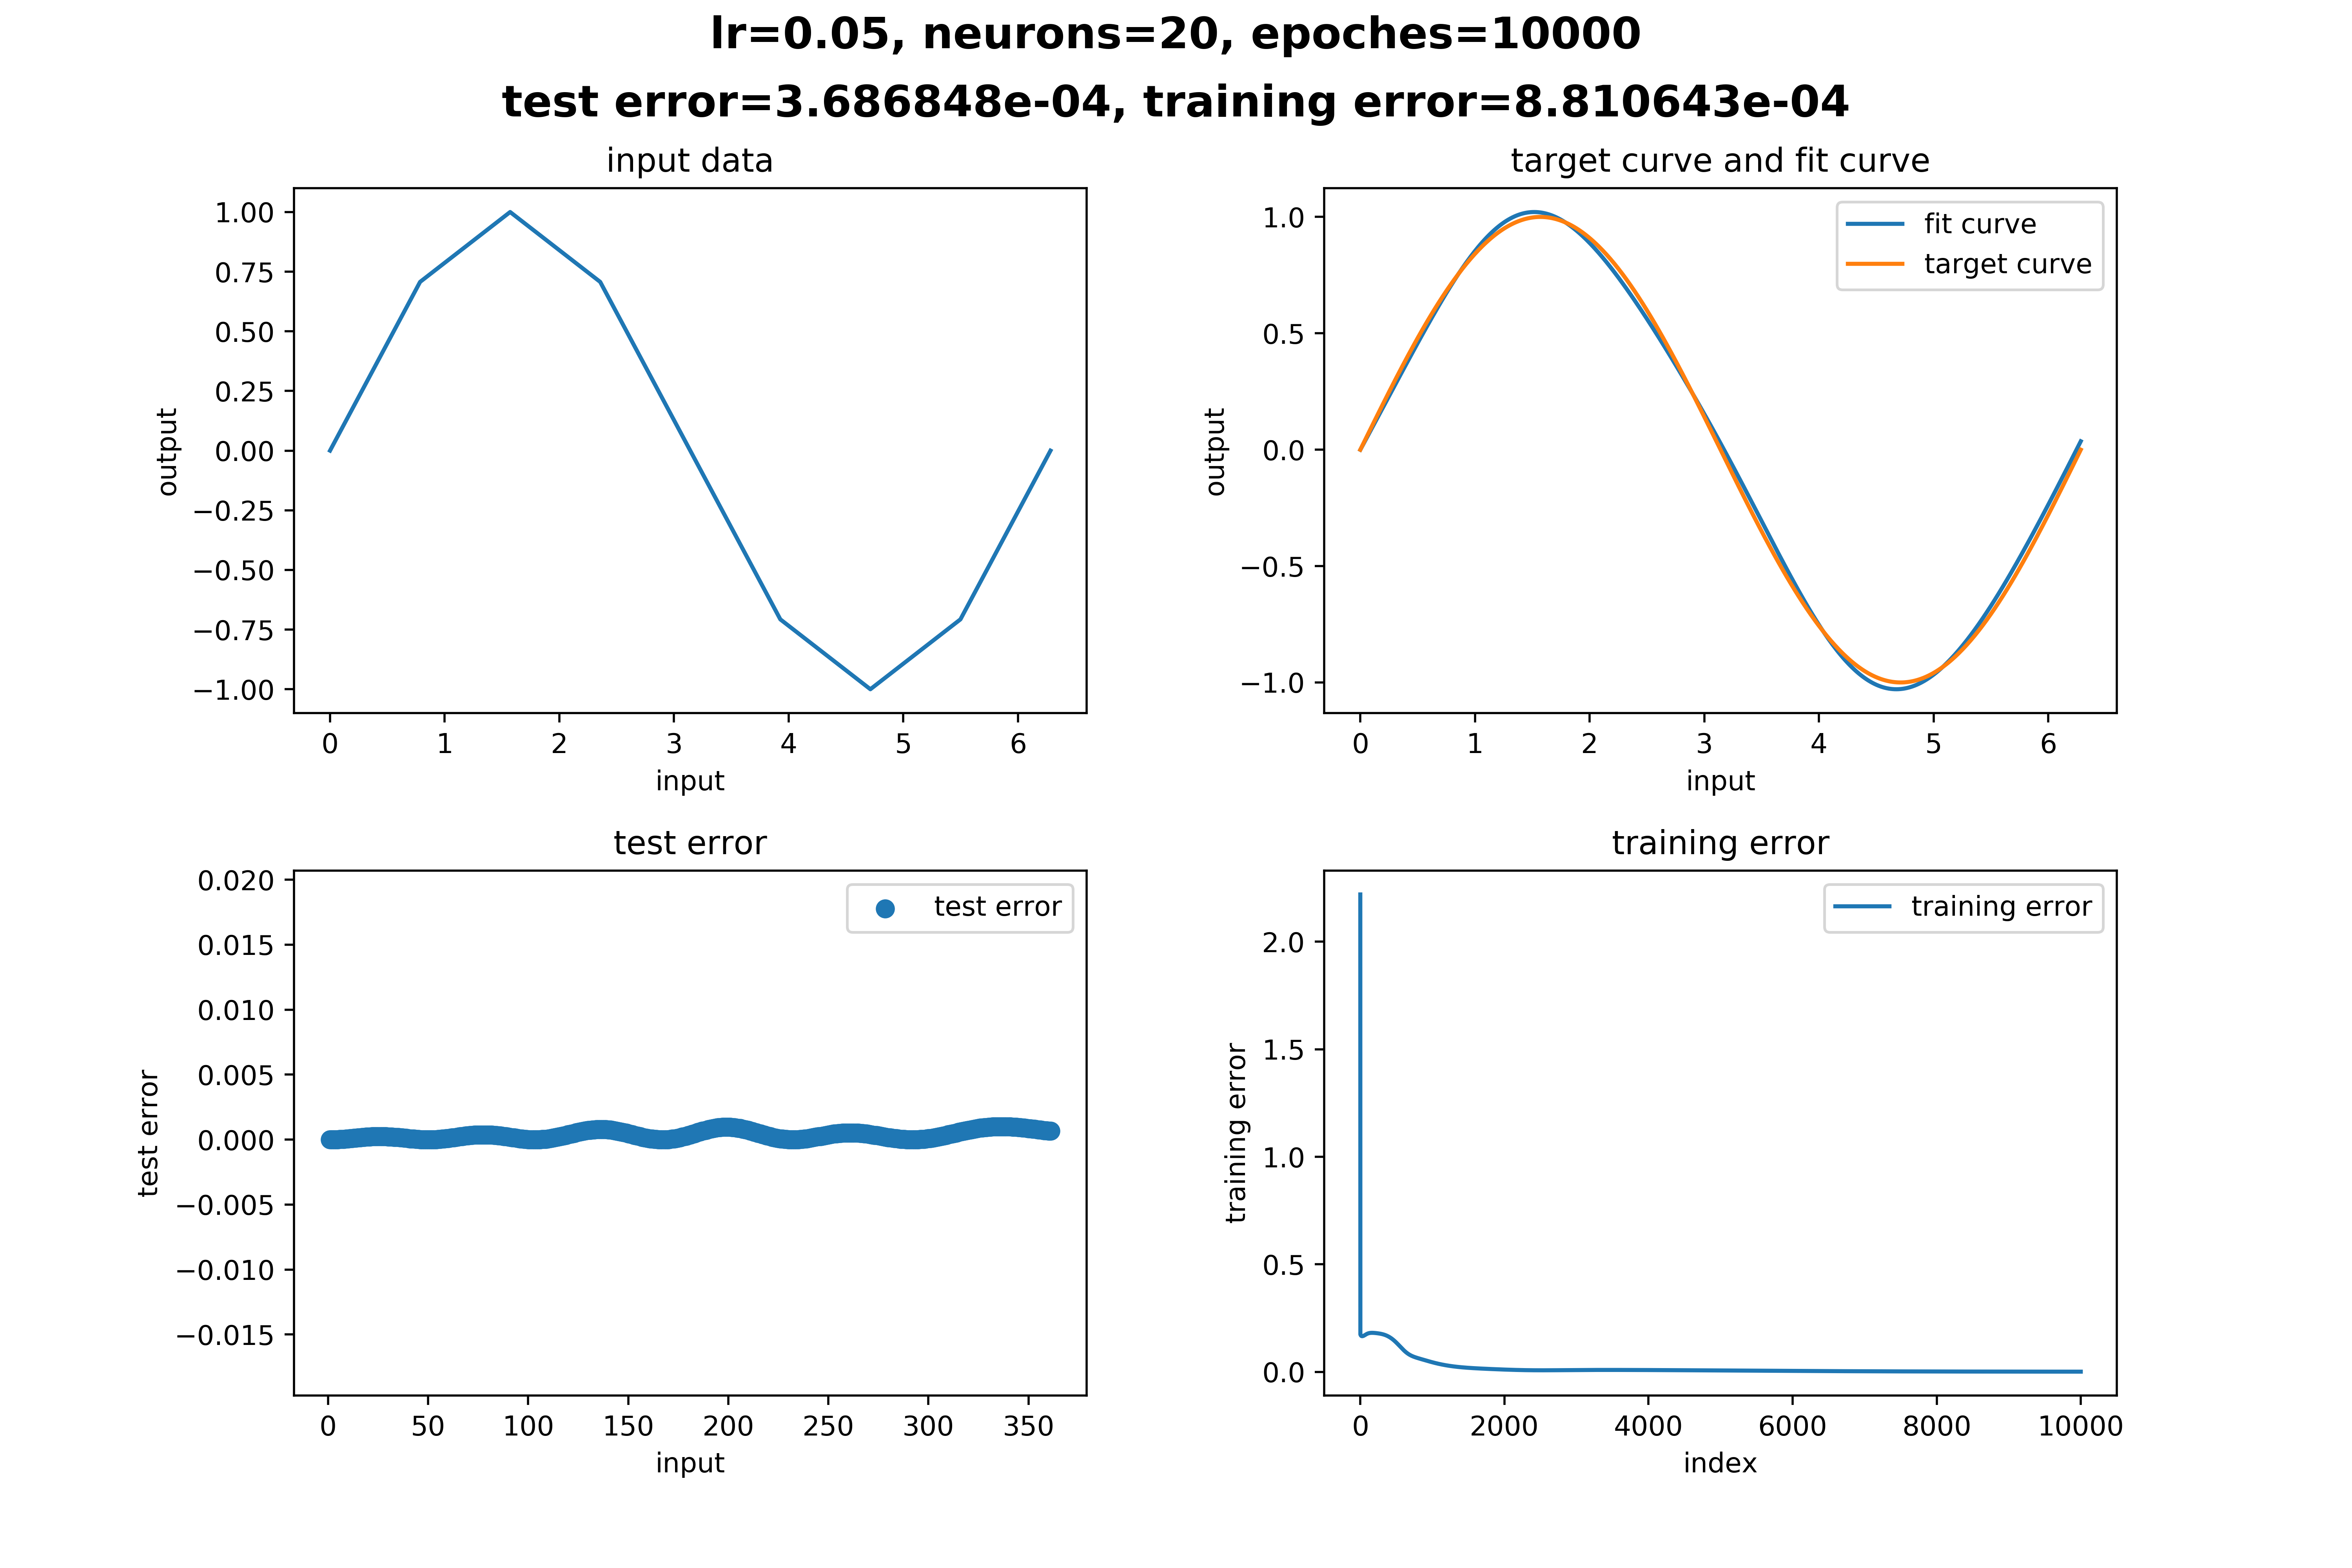 lr=0.05, neurons=20, epoches=10000
test error=3.686848e-04, training error=8.810643e-04
input data
1.00
0.75
0.50
0.25
0.00
−0.25
−0.50
−0.75
−1.00
output
0 1 2 3 4 5 6
input
target curve and fit curve
fit curve
target curve
1.0
0.5
0.0
−0.5
−1.0
output
0 1 2 3 4 5 6
input
test error
test error
0.020
0.015
0.010
0.005
0.000
−0.005
−0.010
−0.015
test error
0 50 100 150 200 250 300 350
input
training error
training error
2.0
1.5
1.0
0.5
0.0
training error
0 2000 4000 6000 8000 10000
index